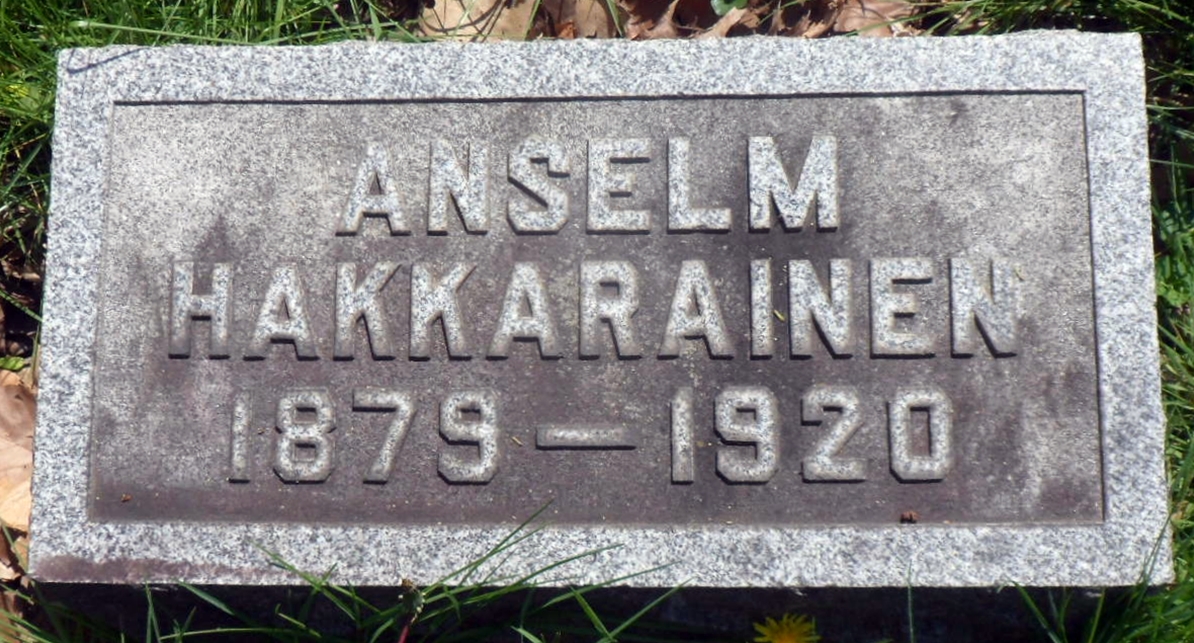 ANSELM
HAKKARAINEN
1879 — 1920